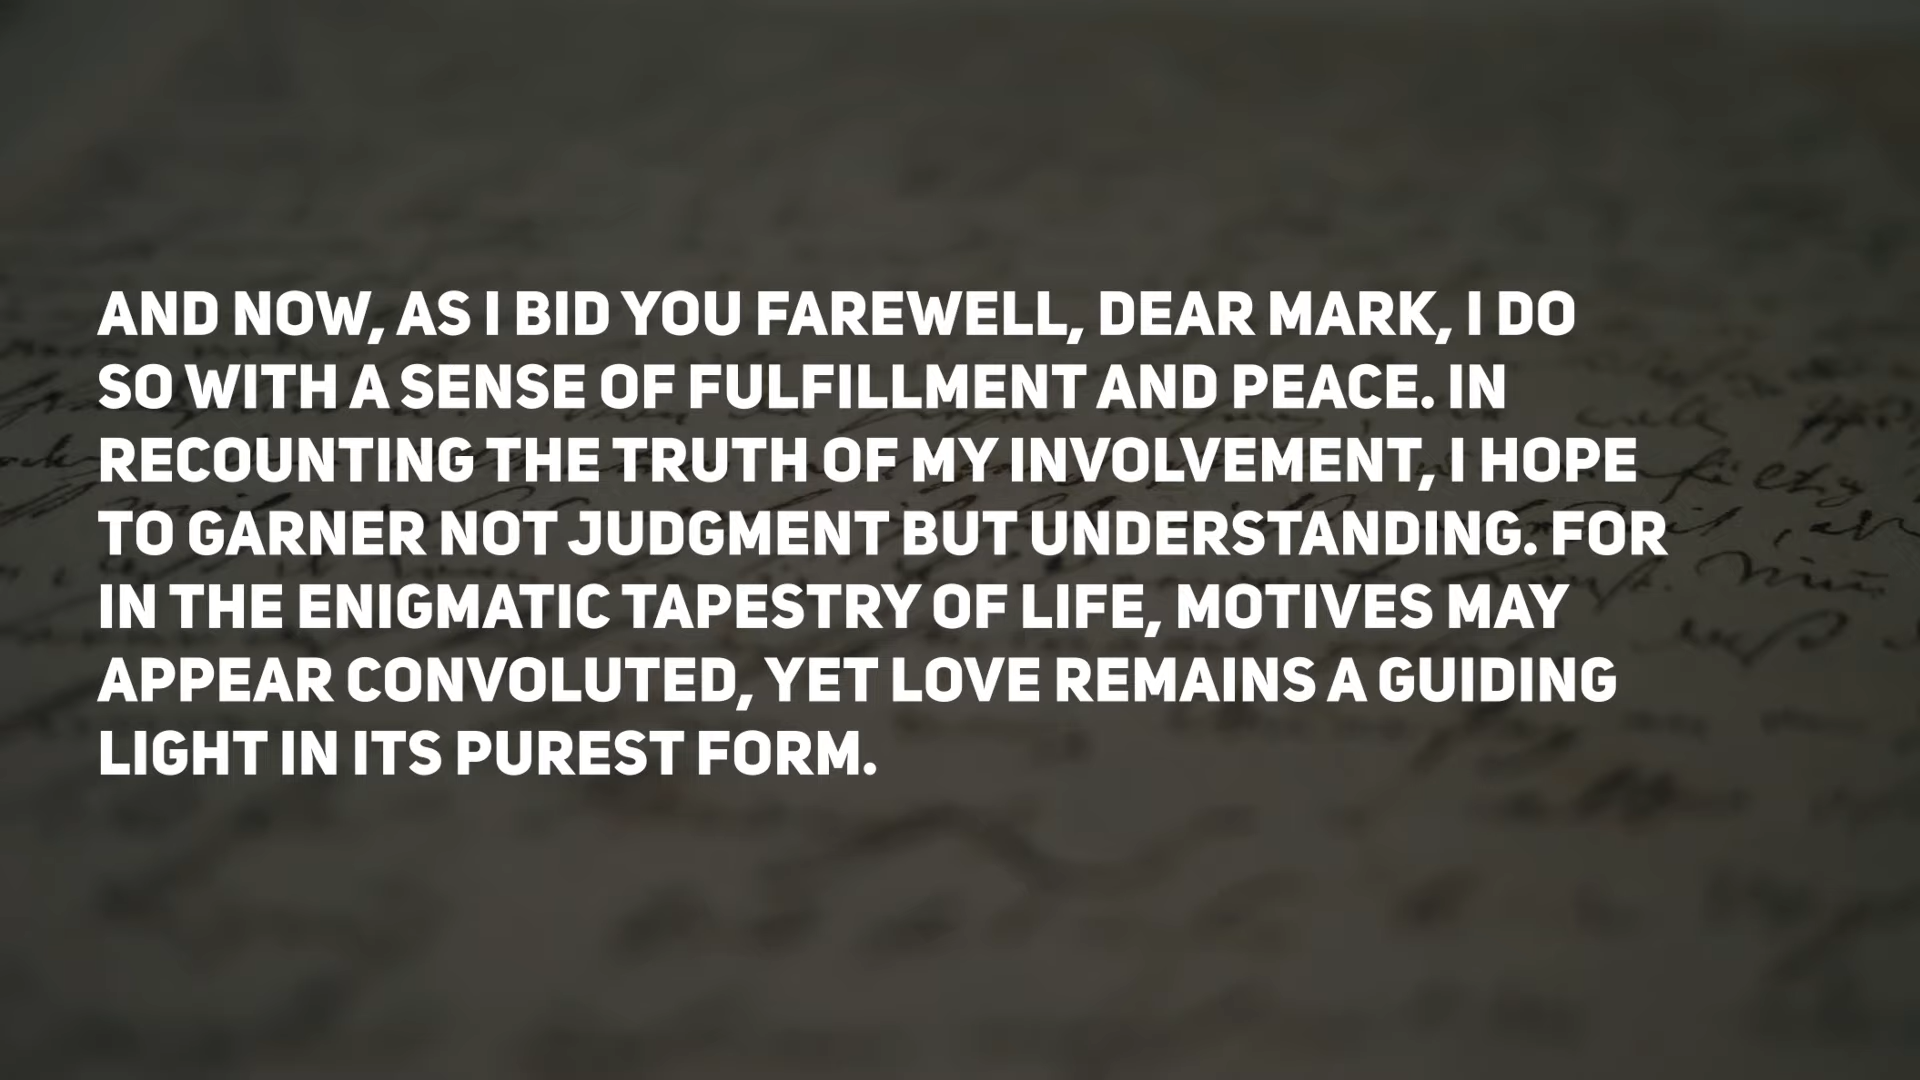 AND NOW, AS I BID YOU FAREWELL, DEAR MARK, I DO
SO WITH A SENSE OF FULFILLMENT AND PEACE. IN
RECOUNTING THE TRUTH OF MY INVOLVEMENT, I HOPE
TO GARNER NOT JUDGMENT BUT UNDERSTANDING. FOR
IN THE ENIGMATIC TAPESTRY OF LIFE, MOTIVES MAY
APPEAR CONVOLUTED, YET LOVE REMAINS A GUIDING
LIGHT IN ITS PUREST FORM.